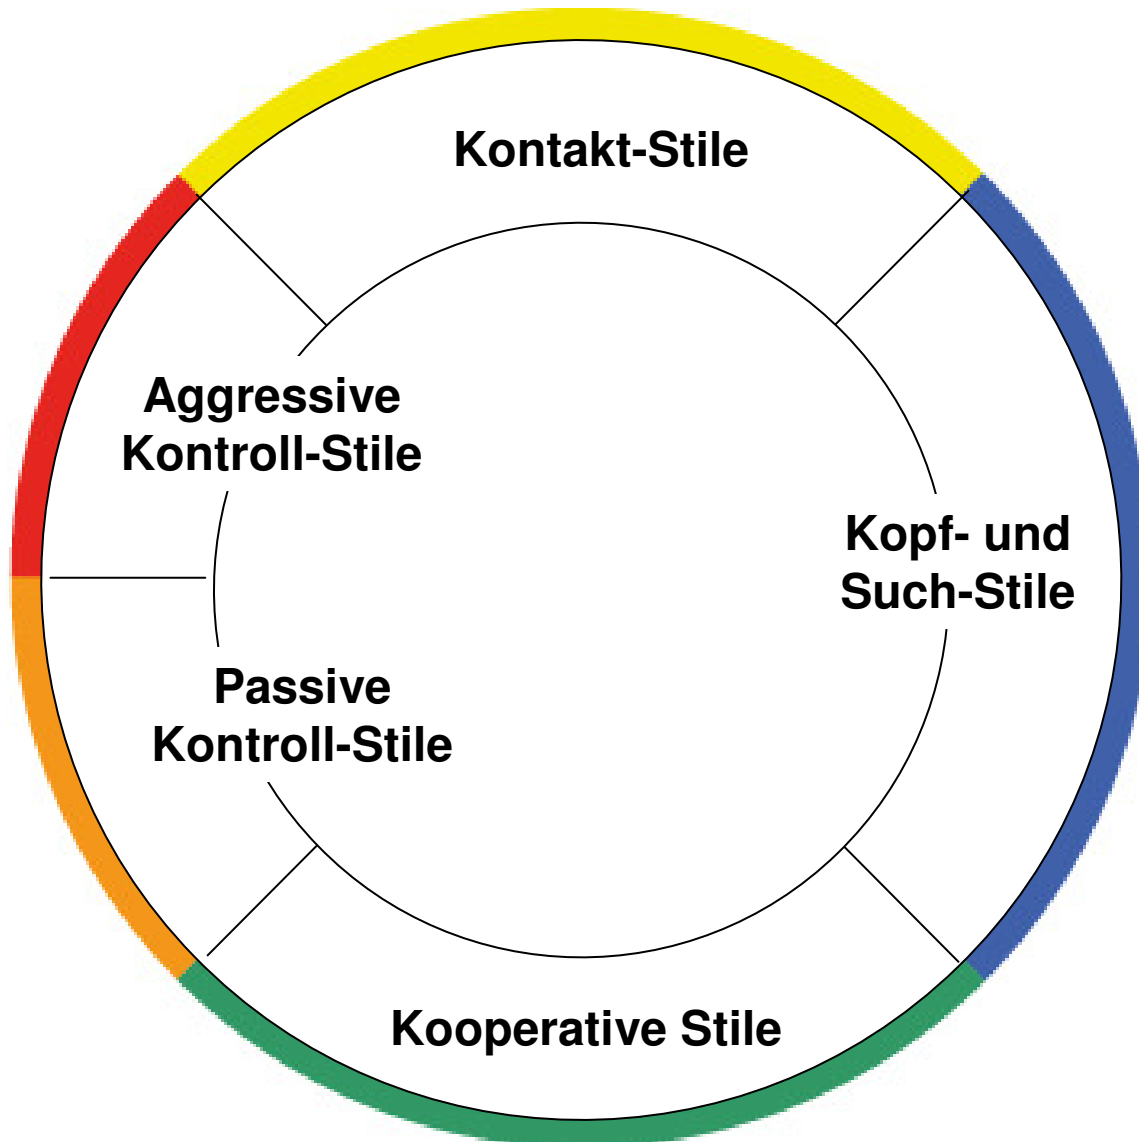 Kontakt-Stile
Aggressive
Kontroll-Stile
Kopf- und
Such-Stile
Passive
Kontroll-Stile
Kooperative Stile